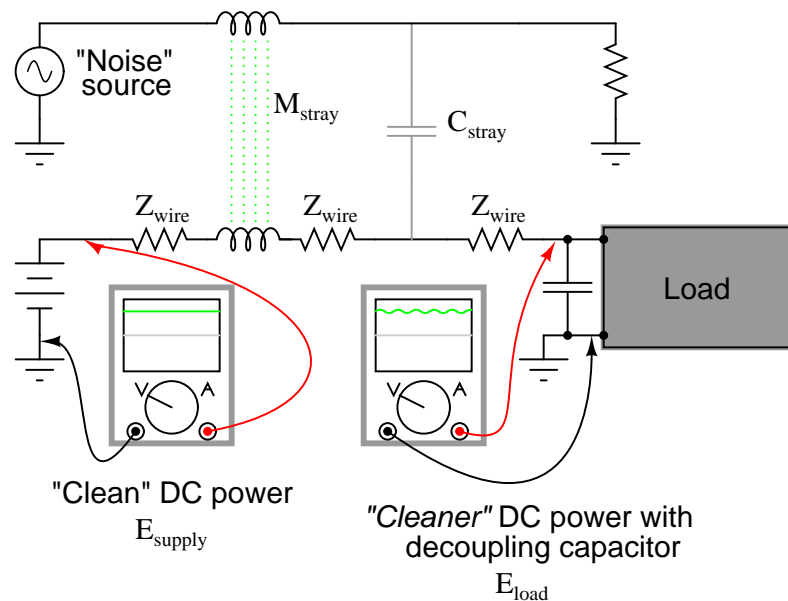 "Noise"
source
M stray
C stray
Z wire
Z wire
Z wire
Load
V
A
V
A
"Clean" DC power
E supply
"Cleaner" DC power with
decoupling capacitor
E load